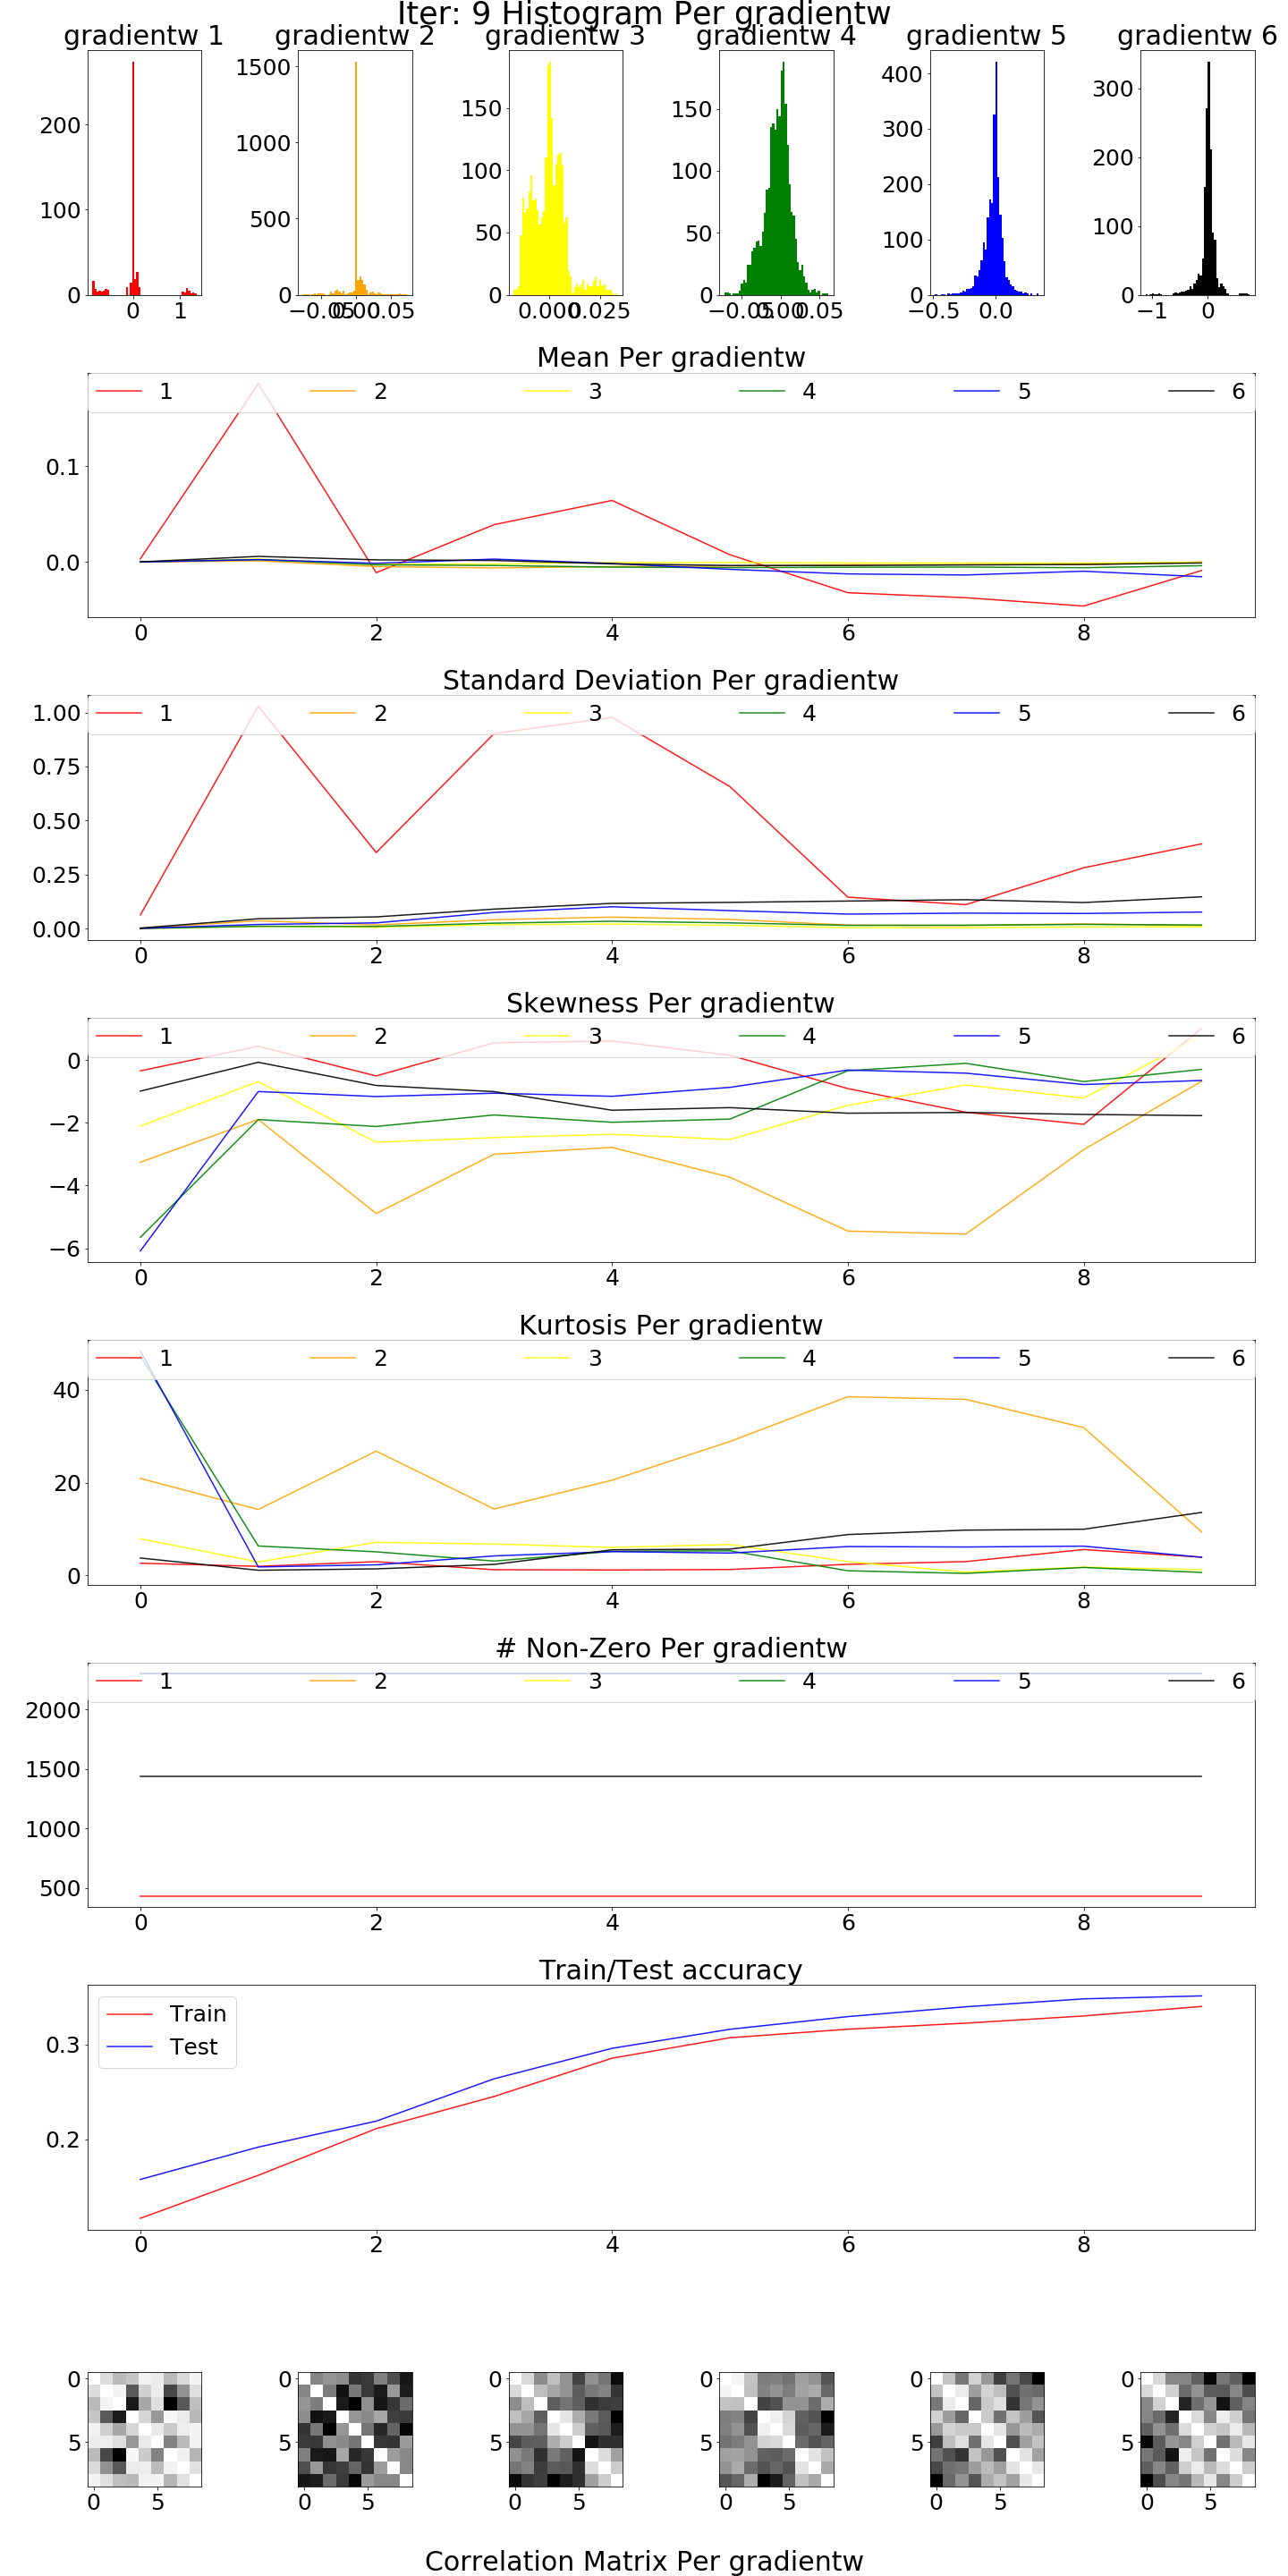 Iter: 9 Histogram Per gradientw
gradientw 1 gradientw 2 gradientw 3 gradientw 4 gradientw 5 gradientw 6
200
100
0
0 1
1500
1000
500
0
−0.05 0.00 0.05
150
100
50
0
0.000 0.025
150
100
50
0
−0.05 0.00 0.05
400
300
200
100
0
−0.5 0.0
300
200
100
0
−1 0
Mean Per gradientw
1 2 3 4 5 6
0.1
0.0
0 2 4 6 8
Standard Deviation Per gradientw
1 2 3 4 5 6
1.00
0.75
0.50
0.25
0.00
0 2 4 6 8
Skewness Per gradientw
1 2 3 4 5 6
0
−2
−4
−6
0 2 4 6 8
Kurtosis Per gradientw
1 2 3 4 5 6
40
20
0
0 2 4 6 8
# Non-Zero Per gradientw
1 2 3 4 5 6
2000
1500
1000
500
0 2 4 6 8
Train/Test accuracy
Train
Test
0.3
0.2
0 2 4 6 8
0 0 0 0 0 0
5 5 5 5 5 5
0 5 0 5 0 5 0 5 0 5 0 5
Correlation Matrix Per gradientw